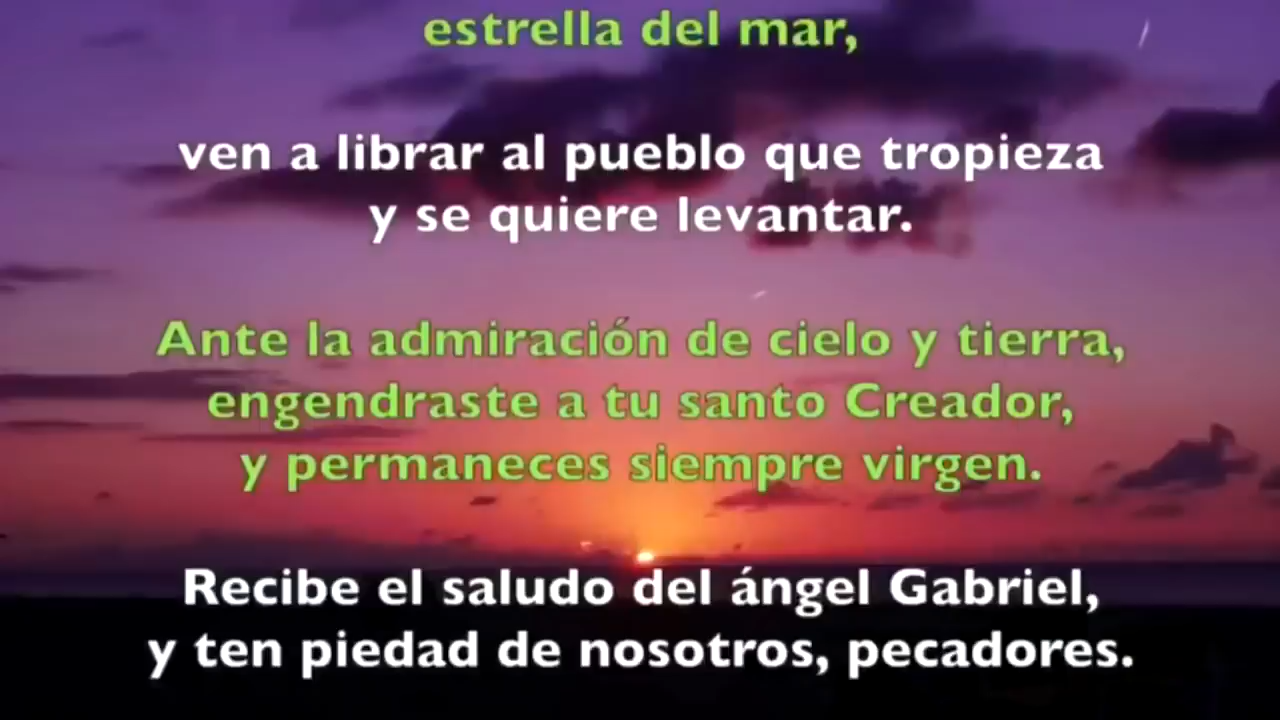 estrella del mar,
ven a librar al pueblo que tropieza
y se quiere levantar.
Ante la admiración de cielo y tierra,
engendraste a tu santo Creador,
y permaneces siempre virgen.
Recibe el saludo del ángel Gabriel,
y ten piedad de nosotros, pecadores.